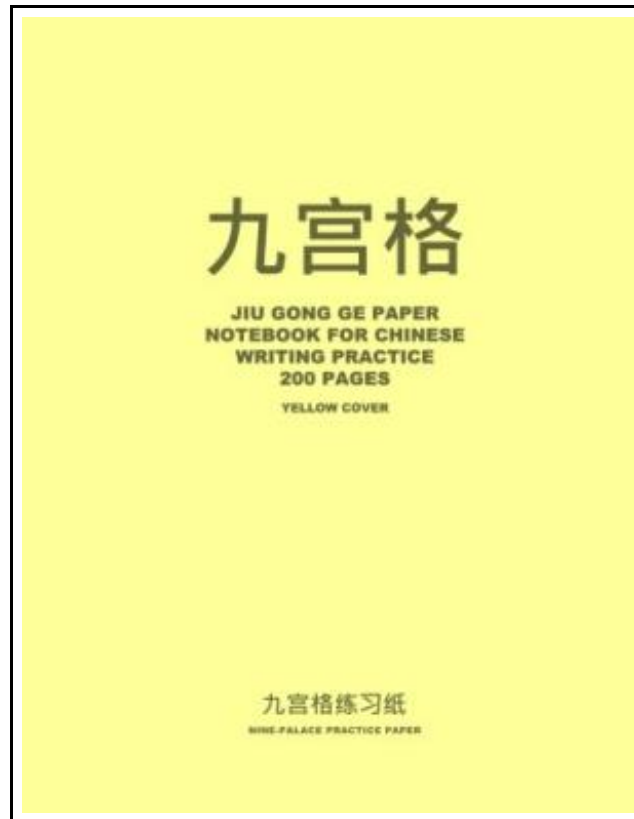 九宫格
JIU GONG GE PAPER
NOTEBOOK FOR CHINESE
WRITING PRACTICE
200 PAGES
YELLOW COVER
九宫格练习纸
NINE-PALACE PRACTICE PAPER